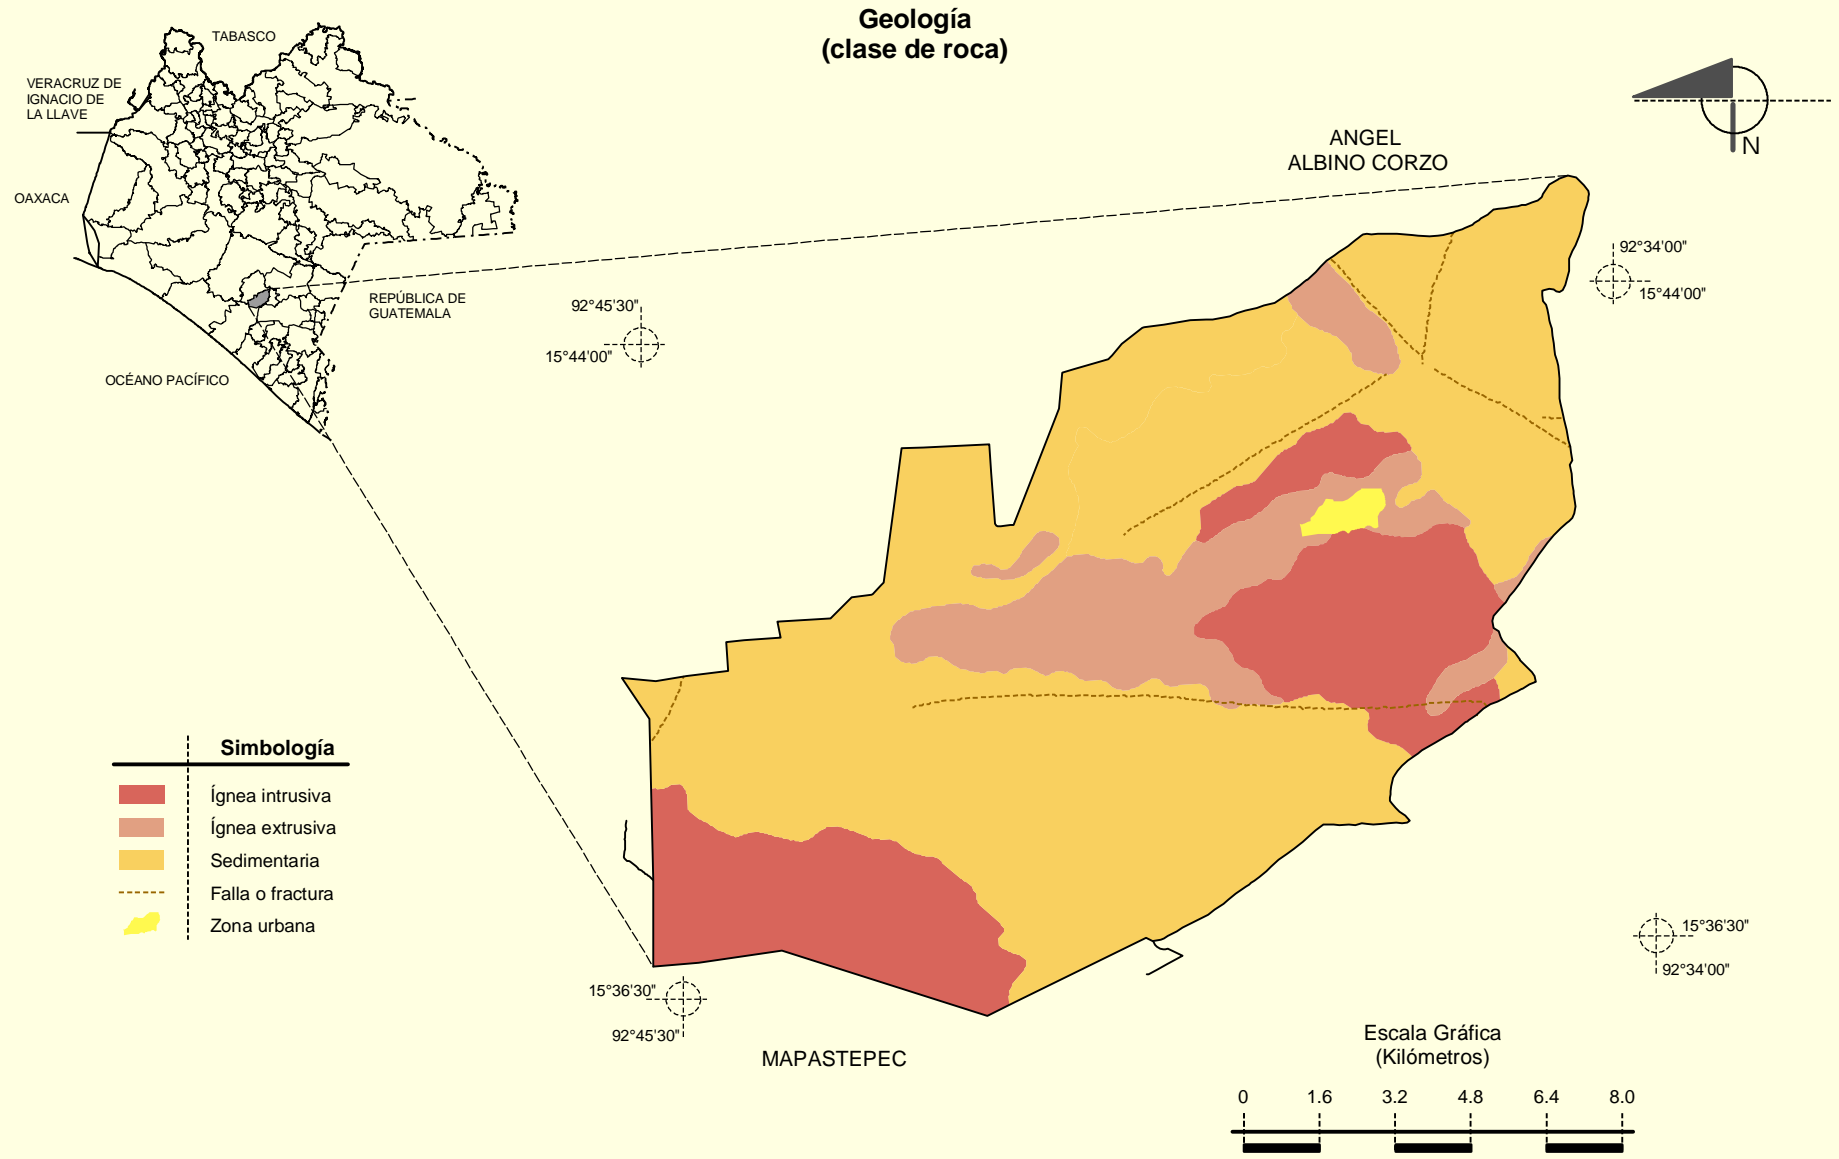 Geología
(clase de roca)
TABASCO
VERACRUZ DE
IGNACIO DE
LA LLAVE
OAXACA
REPÚBLICA DE
GUATEMALA
OCÉANO PACÍFICO
N
ANGEL
ALBINO CORZO
92°34'00"
15°44'00"
92°45'30"
15°44'00"
Simbología
Ígnea intrusiva
Ígnea extrusiva
Sedimentaria
Falla o fractura
Zona urbana
15°36'30"
92°34'00"
15°36'30"
92°45'30"
MAPASTEPEC
Escala Gráfica
(Kilómetros)
0 1.6 3.2 4.8 6.4 8.0